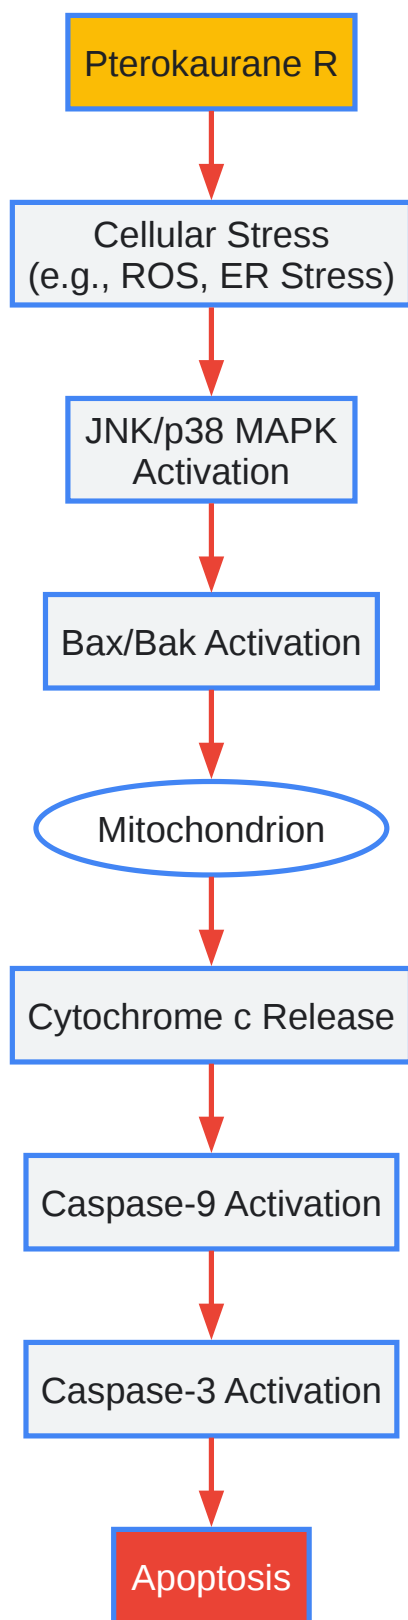 Pterokaurane R
Cellular Stress
(e.g., ROS, ER Stress)
JNK/p38 MAPK
Activation
Bax/Bak Activation
Mitochondrion
Cytochrome c Release
Caspase-9 Activation
Caspase-3 Activation
Apoptosis